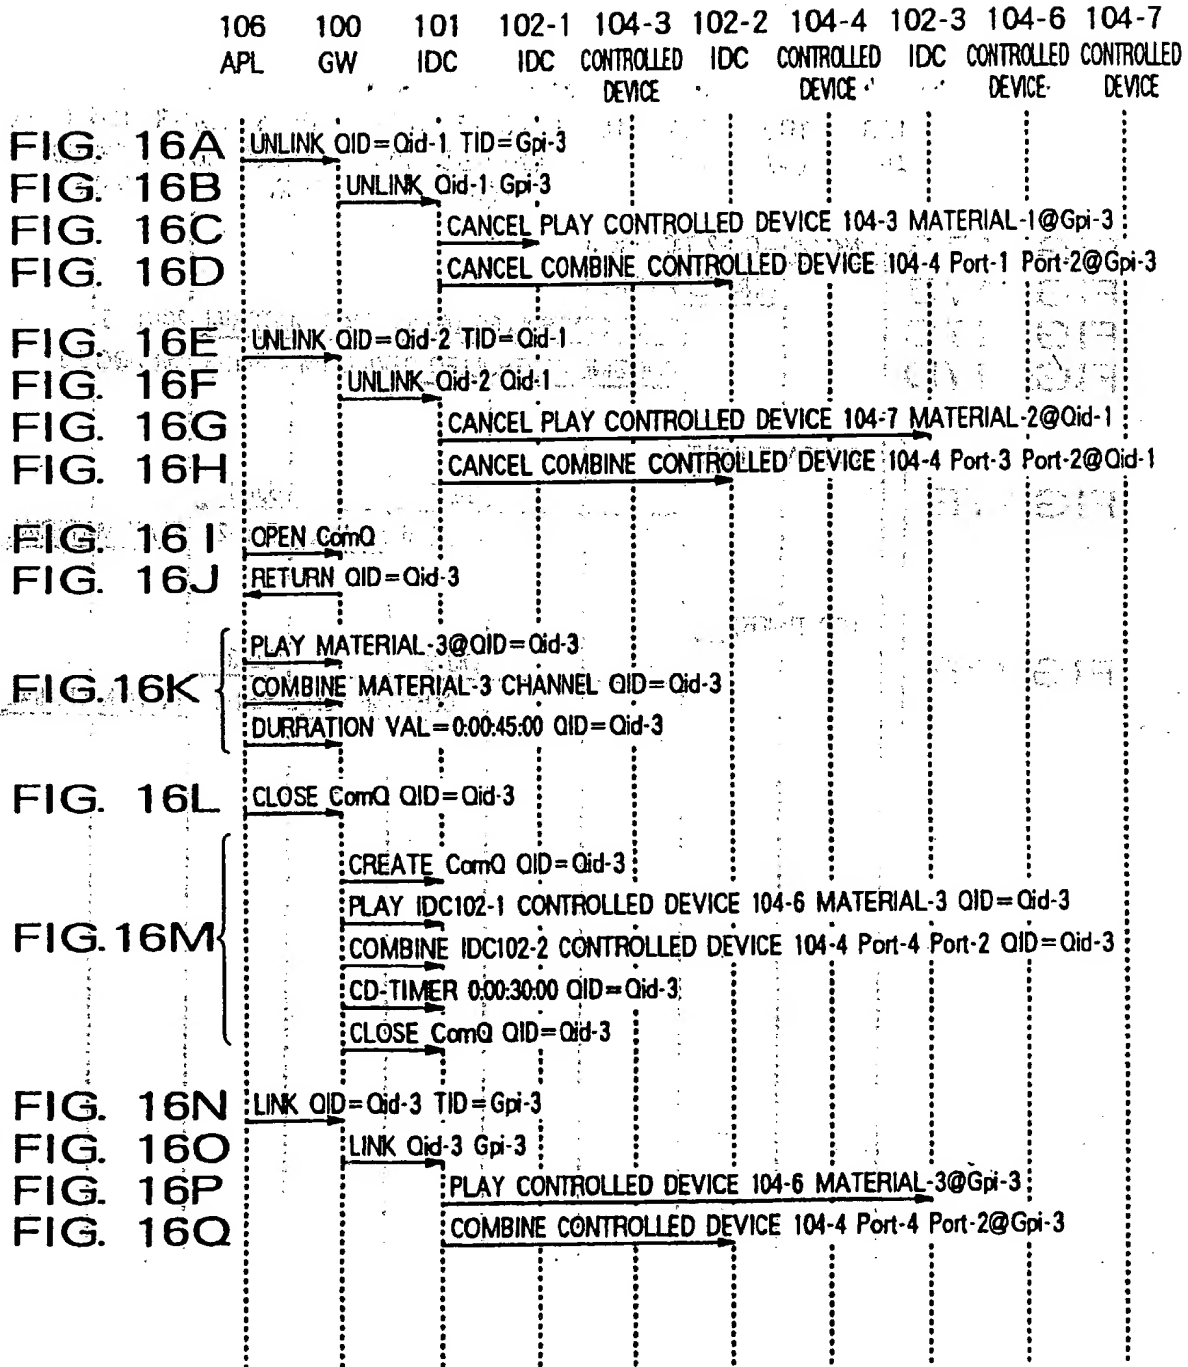 106 100 101 102-1 104-3 102-2 104-4 102-3 104-6 104-7
APL GW IDC IDC CONTROLLED IDC CONTROLLED IDC CONTROLLED CONTROLLED
DEVICE DEVICE DEVICE DEVICE
FIG. 16A UNLINK QID=Qid-1 TID=Gpi-3
FIG. 16B UNLINK Qid-1 Gpi-3
FIG. 16C CANCEL PLAY CONTROLLED DEVICE 104-3 MATERIAL-1@Gpi-3
FIG. 16D CANCEL COMBINE CONTROLLED DEVICE 104-4 Port-1 Port-2@Gpi-3
FIG. 16E UNLINK QID=Qid-2 TID=Qid-1
FIG. 16F UNLINK Qid-2 Qid-1
FIG. 16G CANCEL PLAY CONTROLLED DEVICE 104-7 MATERIAL-2@Qid-1
FIG. 16H CANCEL COMBINE CONTROLLED DEVICE 104-4 Port-3 Port-2@Qid-1
FIG. 16I OPEN ComQ
FIG. 16J RETURN QID=Qid-3
PLAY MATERIAL-3@QID=Qid-3
FIG.16K COMBINE MATERIAL-3 CHANNEL QID=Qid-3
DURRATION VAL=0:00:45:00 QID=Qid-3
FIG. 16L CLOSE ComQ QID=Qid-3
CREATE ComQ QID=Qid-3
PLAY IDC102-1 CONTROLLED DEVICE 104-6 MATERIAL-3 QID=Qid-3
FIG.16M COMBINE IDC102-2 CONTROLLED DEVICE 104-4 Port-4 Port-2 QID=Qid-3
CD-TIMER 0:00:30:00 QID=Qid-3
CLOSE ComQ QID=Qid-3
FIG. 16N LINK QID=Qid-3 TID=Gpi-3
FIG. 16O LINK Qid-3 Gpi-3
FIG. 16P PLAY CONTROLLED DEVICE 104-6 MATERIAL-3@Gpi-3
FIG. 16Q COMBINE CONTROLLED DEVICE 104-4 Port-4 Port-2@Gpi-3